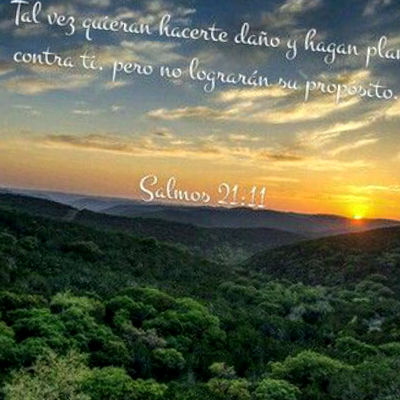 Tal vez quieran hacerte daño y hagan plan
contra ti. pero no lograrán su propósito.
Salmos 21:11